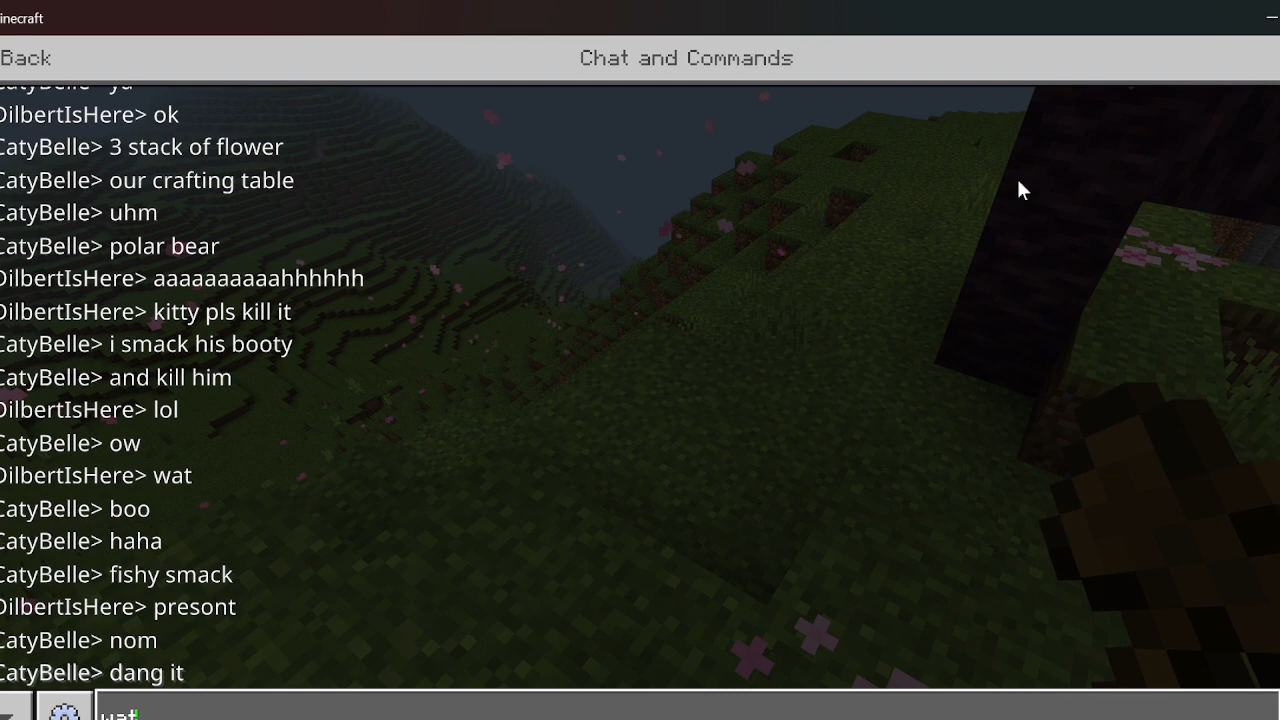 inecraft
Back
Chat and Commands
CatyBelle> ya
DilbertIsHere> ok
CatyBelle> 3 stack of flower
CatyBelle> our crafting table
CatyBelle> uhm
CatyBelle> polar bear
DilbertIsHere> aaaaaaaaaahhhhhh
DilbertIsHere> kitty pls kill it
CatyBelle> i smack his booty
CatyBelle> and kill him
DilbertIsHere> lol
CatyBelle> ow
DilbertIsHere> wat
CatyBelle> boo
CatyBelle> haha
CatyBelle> fishy smack
DilbertIsHere> presont
CatyBelle> nom
CatyBelle> dang it
wat